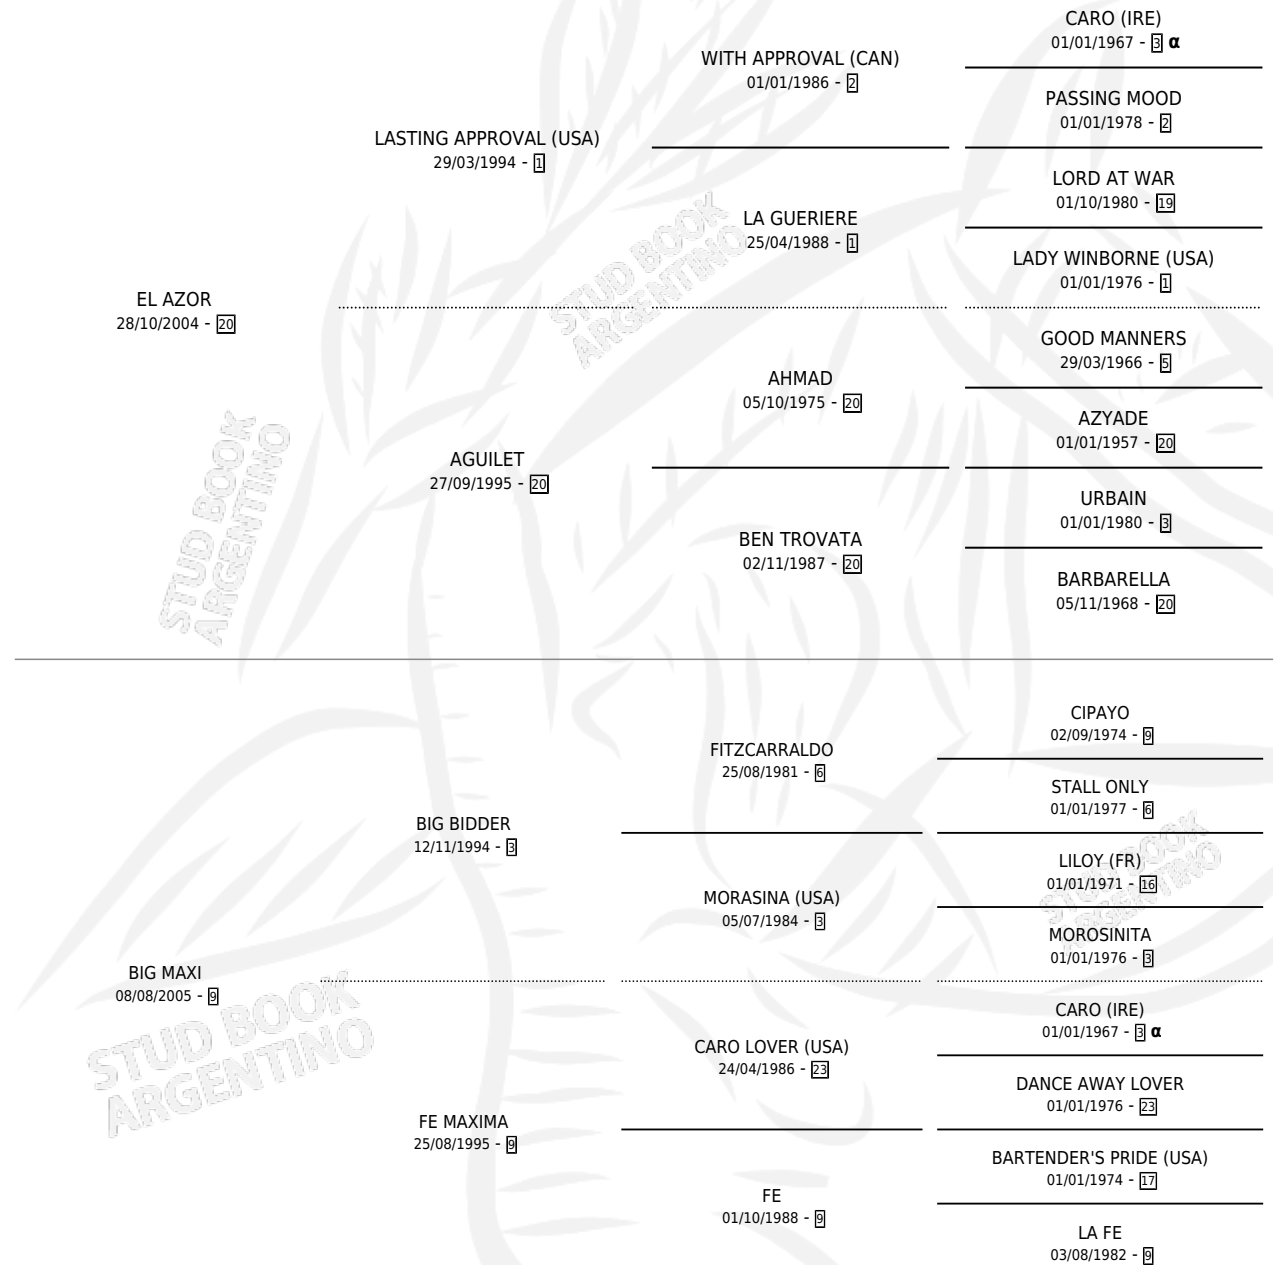 CARO (IRE)
01/01/1967 - 3 α
WITH APPROVAL (CAN)
01/01/1986 - 2
PASSING MOOD
01/01/1978 - 2
LASTING APPROVAL (USA)
29/03/1994 - 1
LORD AT WAR
01/10/1980 - 19
LA GUERIERE
25/04/1988 - 1
LADY WINBORNE (USA)
01/01/1976 - 1
STUD BOOK
ARGENTINO
EL AZOR
28/10/2004 - 20
GOOD MANNERS
29/03/1966 - 5
AHMAD
05/10/1975 - 20
AZYADE
01/01/1957 - 20
AGUILET
27/09/1995 - 20
URBAIN
01/01/1980 - 3
BEN TROVATA
02/11/1987 - 20
BARBARELLA
05/11/1968 - 20
STUD BOOK
ARGENTINO
CIPAYO
02/09/1974 - 9
FITZCARRALDO
25/08/1981 - 6
STALL ONLY
01/01/1977 - 6
BIG BIDDER
12/11/1994 - 3
LILOY (FR)
01/01/1971 - 16
MORASINA (USA)
05/07/1984 - 3
MOROSINITA
01/01/1976 - 3
STUD BOOK
ARGENTINO
BIG MAXI
08/08/2005 - 9
STUD BOOK
ARGENTINO
CARO (IRE)
01/01/1967 - 3 α
CARO LOVER (USA)
24/04/1986 - 23
DANCE AWAY LOVER
01/01/1976 - 23
FE MAXIMA
25/08/1995 - 9
BARTENDER'S PRIDE (USA)
01/01/1974 - 17
FE
01/10/1988 - 9
LA FE
03/08/1982 - 9